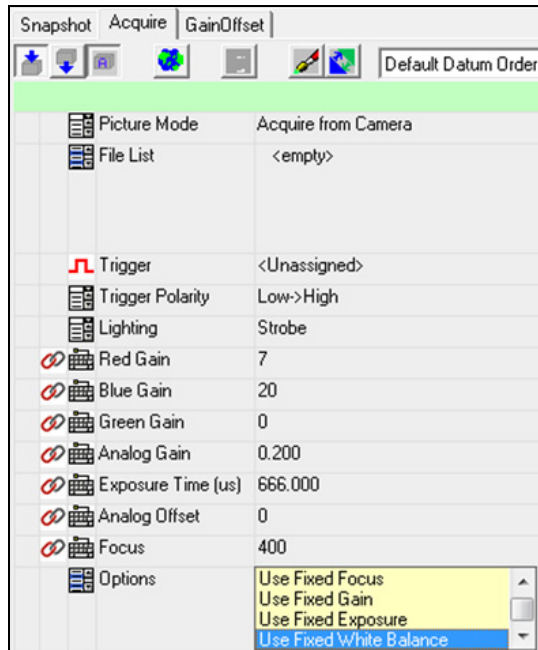 Snapshot Acquire GainOffset
A Default Datum Order
Picture Mode Acquire from Camera
File List <empty>
Trigger <Unassigned>
Trigger Polarity Low->High
Lighting Strobe
Red Gain 7
Blue Gain 20
Green Gain 0
Analog Gain 0.200
Exposure Time (us) 666.000
Analog Offset 0
Focus 400
Options Use Fixed Focus
Use Fixed Gain
Use Fixed Exposure
Use Fixed White Balance